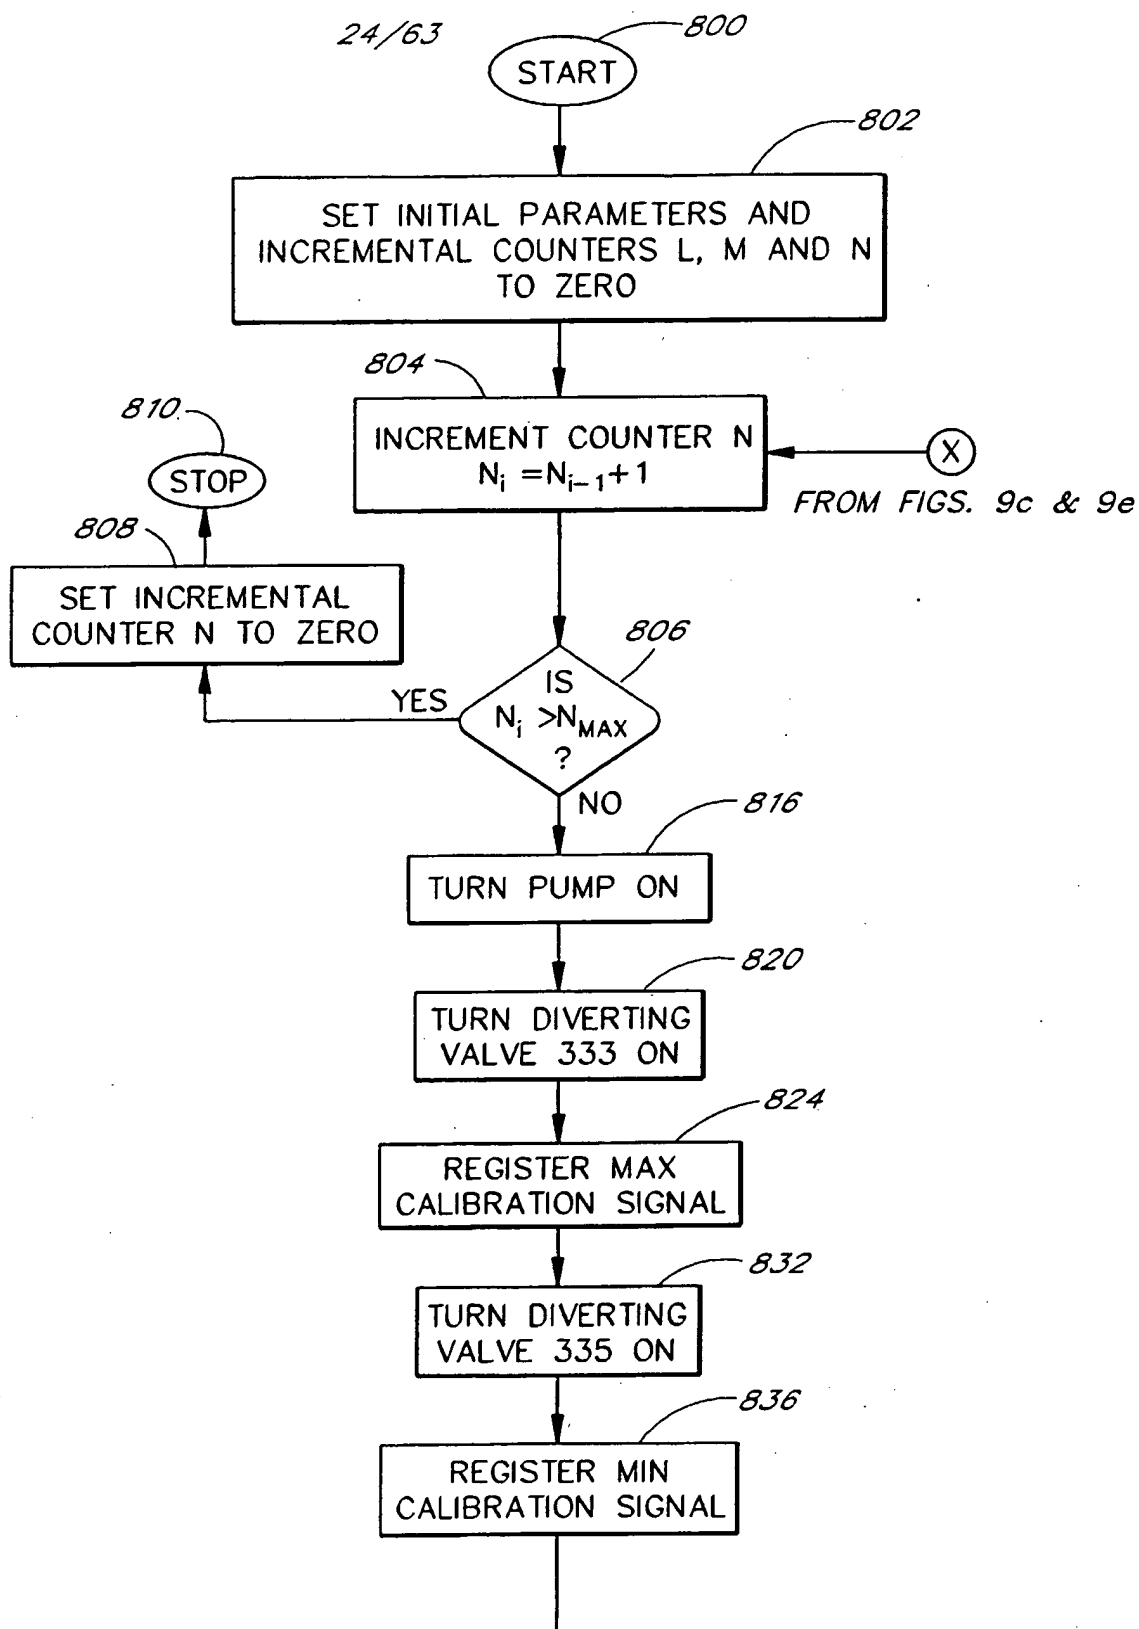 24/63
800
START
802
SET INITIAL PARAMETERS AND
INCREMENTAL COUNTERS L, M AND N
TO ZERO
804
INCREMENT COUNTER N
Nᵢ =Nᵢ₋₁+1
X
FROM FIGS. 9c & 9e
810
STOP
808
SET INCREMENTAL
COUNTER N TO ZERO
806
IS
Nᵢ >N_MAX
?
YES
NO
816
TURN PUMP ON
820
TURN DIVERTING
VALVE 333 ON
824
REGISTER MAX
CALIBRATION SIGNAL
832
TURN DIVERTING
VALVE 335 ON
836
REGISTER MIN
CALIBRATION SIGNAL